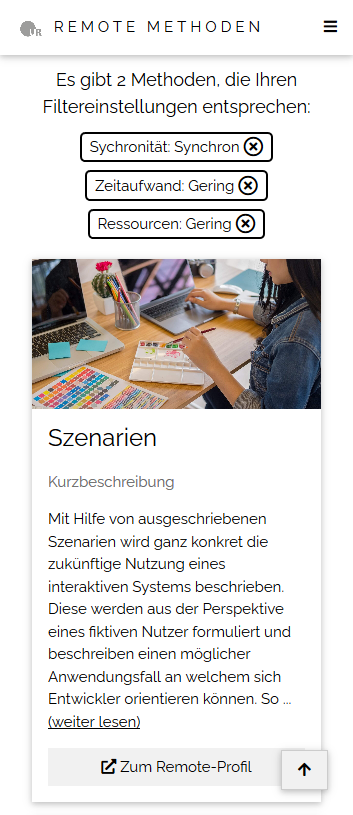 UR REMOTE METHODEN
Es gibt 2 Methoden, die Ihren
Filtereinstellungen entsprechen:
Sychronität: Synchron
Zeitaufwand: Gering
Ressourcen: Gering
Szenarien
Kurzbeschreibung
Mit Hilfe von ausgeschriebenen
Szenarien wird ganz konkret die
zukünftige Nutzung eines
interaktiven Systems beschrieben.
Diese werden aus der Perspektive
eines fiktiven Nutzer formuliert und
beschreiben einen möglicher
Anwendungsfall an welchem sich
Entwickler orientieren können. So ...
(weiter lesen)
Zum Remote-Profil